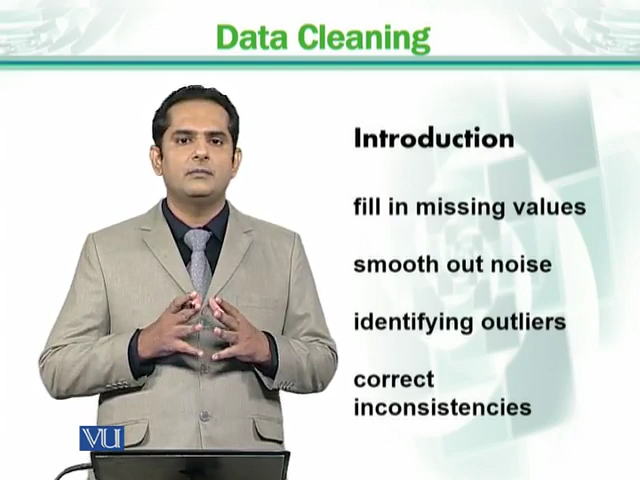 Data Cleaning
Introduction
fill in missing values
smooth out noise
identifying outliers
correct
inconsistencies
VU